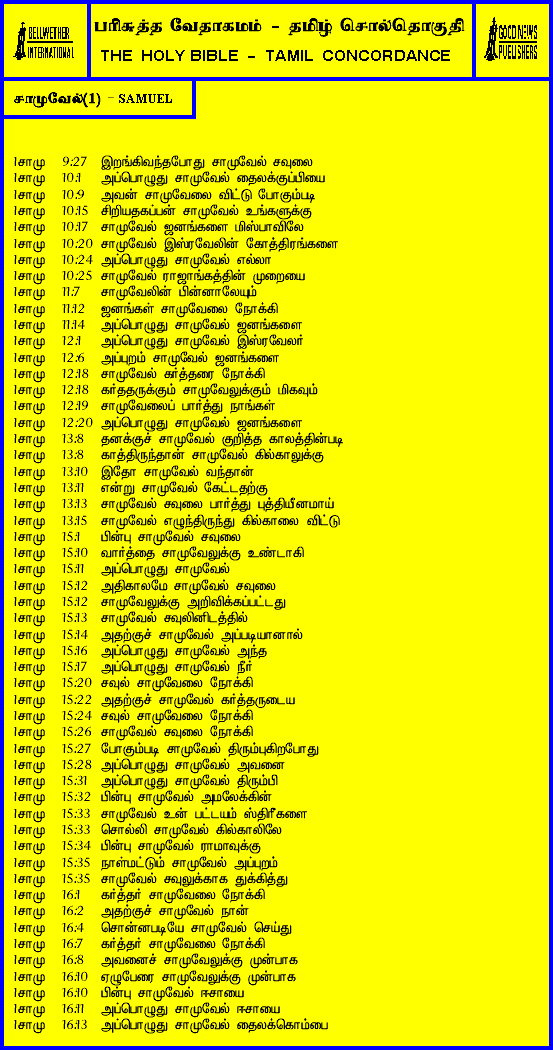 BELLWETHER
INTERNATIONAL
பரிசுத்த வேதாகமம் - தமிழ் சொல்தொகுதி
THE HOLY BIBLE - TAMIL CONCORDANCE
GOOD NEWS
PUBLISHERS
சாமுவேல்(1) - SAMUEL
1சாமு 9:27 இறங்கிவந்தபோது சாமுவேல் சவுலை
1சாமு 10:1 அப்பொழுது சாமுவேல் தைலக்குப்பியை
1சாமு 10:9 அவன் சாமுவேலை விட்டு போகும்படி
1சாமு 10:15 சிறியதகப்பன் சாமுவேல் உங்களுக்கு
1சாமு 10:17 சாமுவேல் ஜனங்களை மிஸ்பாவிலே
1சாமு 10:20 சாமுவேல் இஸ்ரவேலின் கோத்திரங்களை
1சாமு 10:24 அப்பொழுது சாமுவேல் எல்லா
1சாமு 10:25 சாமுவேல் ராஜாங்கத்தின் முறையை
1சாமு 11:7 சாமுவேலின் பின்னாலேயும்
1சாமு 11:12 ஜனங்கள் சாமுவேலை நோக்கி
1சாமு 11:14 அப்பொழுது சாமுவேல் ஜனங்களை
1சாமு 12:1 அப்பொழுது சாமுவேல் இஸ்ரவேலர்
1சாமு 12:6 அப்புறம் சாமுவேல் ஜனங்களை
1சாமு 12:18 சாமுவேல் கர்த்தரை நோக்கி
1சாமு 12:18 கர்ததருக்கும் சாமுவேலுக்கும் மிகவும்
1சாமு 12:19 சாமுவேலைப் பார்த்து நாங்கள்
1சாமு 12:20 அப்பொழுது சாமுவேல் ஜனங்களை
1சாமு 13:8 தனக்குச் சாமுவேல் குறித்த காலத்தின்படி
1சாமு 13:8 காத்திருந்தான் சாமுவேல் கில்காலுக்கு
1சாமு 13:10 இதோ சாமுவேல் வந்தான்
1சாமு 13:11 என்று சாமுவேல் கேட்டதற்கு
1சாமு 13:13 சாமுவேல் சவுலை பார்த்து புத்தியீனமாய்
1சாமு 13:15 சாமுவேல் எழுந்திருந்து கில்காலை விட்டு
1சாமு 15:1 பின்பு சாமுவேல் சவுலை
1சாமு 15:10 வார்த்தை சாமுவேலுக்கு உண்டாகி
1சாமு 15:11 அப்பொழுது சாமுவேல்
1சாமு 15:12 அதிகாலமே சாமுவேல் சவுலை
1சாமு 15:12 சாமுவேலுக்கு அறிவிக்கப்பட்டது
1சாமு 15:13 சாமுவேல் சவுலினிடத்தில்
1சாமு 15:14 அதற்குச் சாமுவேல் அப்படியானால்
1சாமு 15:16 அப்பொழுது சாமுவேல் அந்த
1சாமு 15:17 அப்பொழுது சாமுவேல் நீர்
1சாமு 15:20 சவுல் சாமுவேலை நோக்கி
1சாமு 15:22 அதற்குச் சாமுவேல் கர்த்தருடைய
1சாமு 15:24 சவுல் சாமுவேலை நோக்கி
1சாமு 15:26 சாமுவேல் சவுலை நோக்கி
1சாமு 15:27 போகும்படி சாமுவேல் திரும்புகிறபோது
1சாமு 15:28 அப்பொழுது சாமுவேல் அவனை
1சாமு 15:31 அப்பொழுது சாமுவேல் திரும்பி
1சாமு 15:32 பின்பு சாமுவேல் அமலேக்கின்
1சாமு 15:33 சாமுவேல் உன் பட்டயம் ஸ்திரீகளை
1சாமு 15:33 சொல்லி சாமுவேல் கில்காலிலே
1சாமு 15:34 பின்பு சாமுவேல் ராமாவுக்கு
1சாமு 15:35 நாள்மட்டும் சாமுவேல் அப்புறம்
1சாமு 15:35 சாமுவேல் சவுலுக்காக துக்கித்து
1சாமு 16:1 கர்த்தர் சாமுவேலை நோக்கி
1சாமு 16:2 அதற்குச் சாமுவேல் நான்
1சாமு 16:4 சொன்னபடியே சாமுவேல் செய்து
1சாமு 16:7 கர்த்தர் சாமுவேலை நோக்கி
1சாமு 16:8 அவனைச் சாமுவேலுக்கு முன்பாக
1சாமு 16:10 ஏழுபேரை சாமுவேலுக்கு முன்பாக
1சாமு 16:10 பின்பு சாமுவேல் ஈசாயை
1சாமு 16:11 அப்பொழுது சாமுவேல் ஈசாயை
1சாமு 16:13 அப்பொழுது சாமுவேல் தைலக்கொம்பை